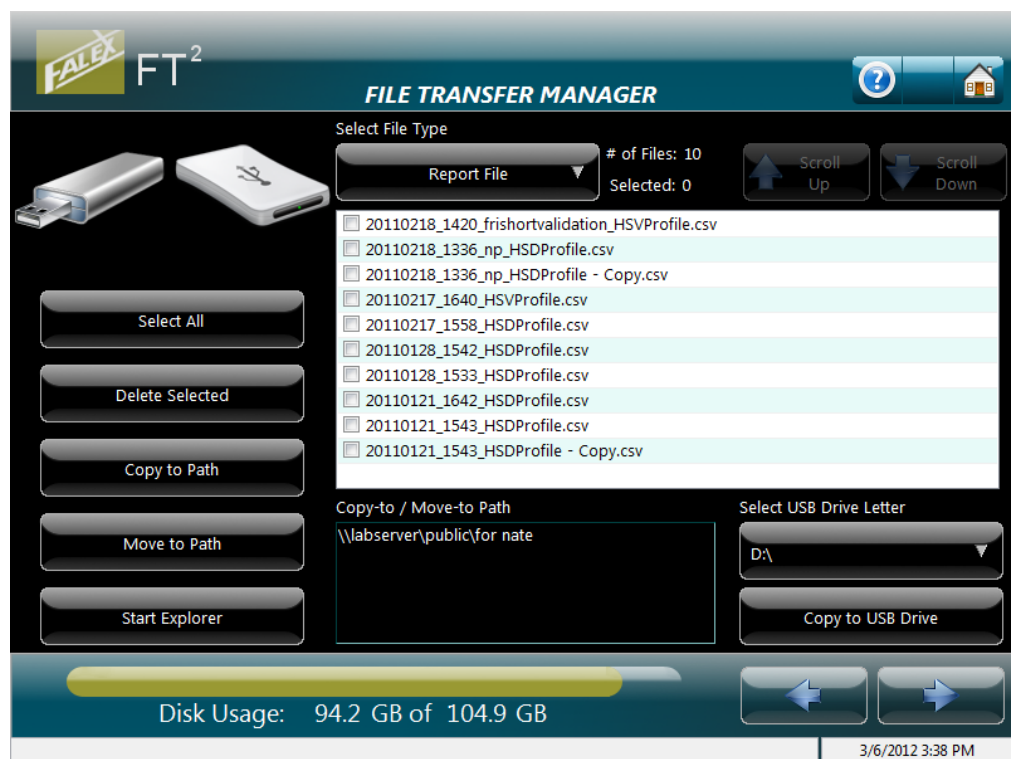 FALEX FT²
FILE TRANSFER MANAGER
?
Select File Type
Report File
# of Files: 10
Selected: 0
Scroll Up
Scroll Down
20110218_1420_frishortvalidation_HSVProfile.csv
20110218_1336_np_HSDProfile.csv
20110218_1336_np_HSDProfile - Copy.csv
20110217_1640_HSVProfile.csv
20110217_1558_HSDProfile.csv
20110128_1542_HSDProfile.csv
20110128_1533_HSDProfile.csv
20110121_1642_HSDProfile.csv
20110121_1543_HSDProfile.csv
20110121_1543_HSDProfile - Copy.csv
Select All
Delete Selected
Copy to Path
Move to Path
Start Explorer
Copy-to / Move-to Path
\\labserver\public\for nate
Select USB Drive Letter
D:\
Copy to USB Drive
Disk Usage: 94.2 GB of 104.9 GB
3/6/2012 3:38 PM